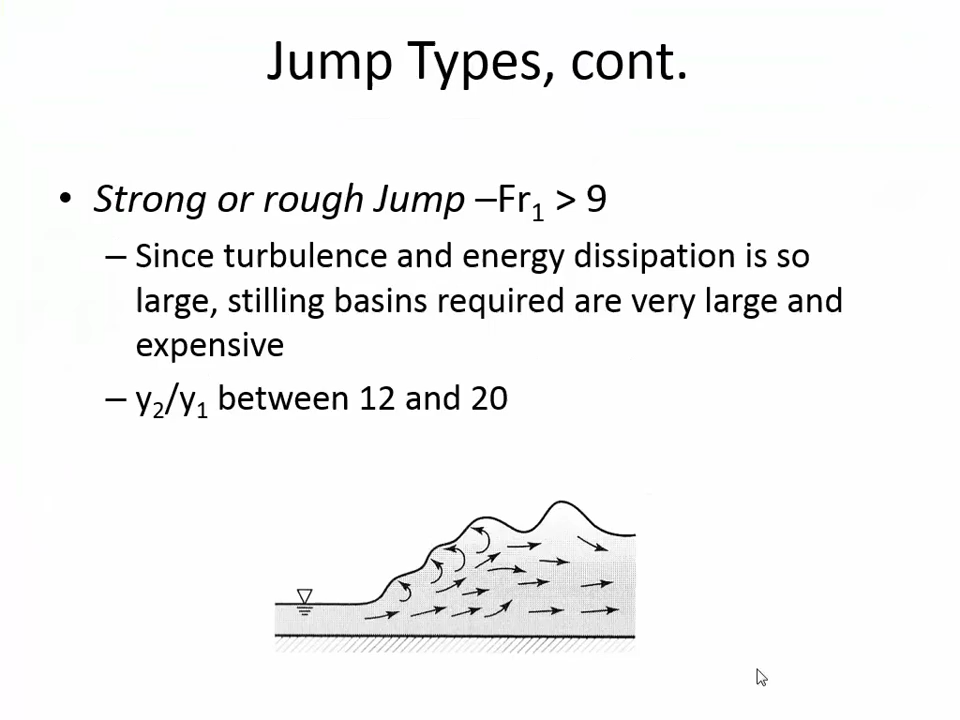 Jump Types, cont.
• Strong or rough Jump –Fr₁ > 9
– Since turbulence and energy dissipation is so
large, stilling basins required are very large and
expensive
– y₂/y₁ between 12 and 20